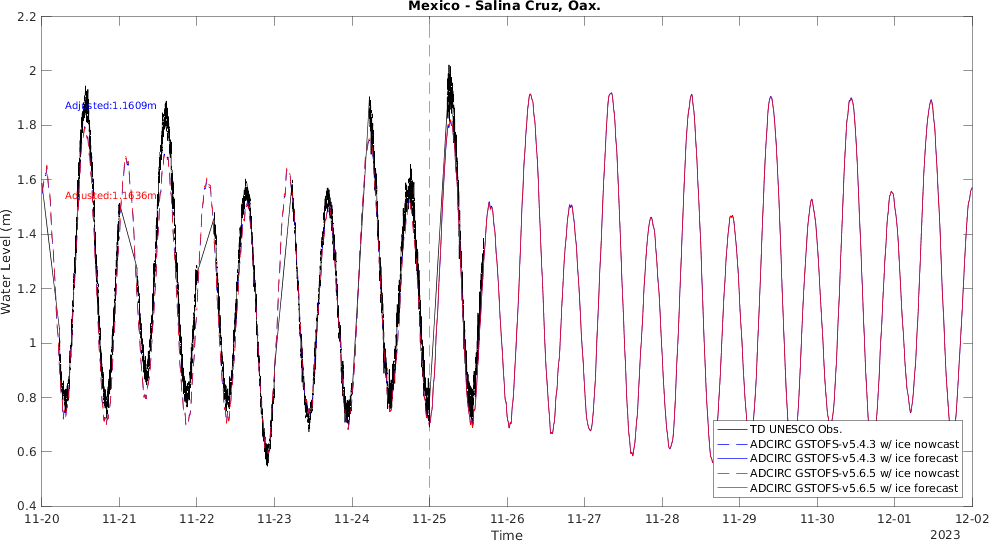 Mexico - Salina Cruz, Oax.
2.2
2
1.8
1.6
1.4
1.2
1
0.8
0.6
0.4
Water Level (m)
Adjusted:1.1609m
Adjusted:1.1636m
TD UNESCO Obs.
ADCIRC GSTOFS-v5.4.3 w/ ice nowcast
ADCIRC GSTOFS-v5.4.3 w/ ice forecast
ADCIRC GSTOFS-v5.6.5 w/ ice nowcast
ADCIRC GSTOFS-v5.6.5 w/ ice forecast
11-20 11-21 11-22 11-23 11-24 11-25 11-26 11-27 11-28 11-29 11-30 12-01 12-02
Time
2023